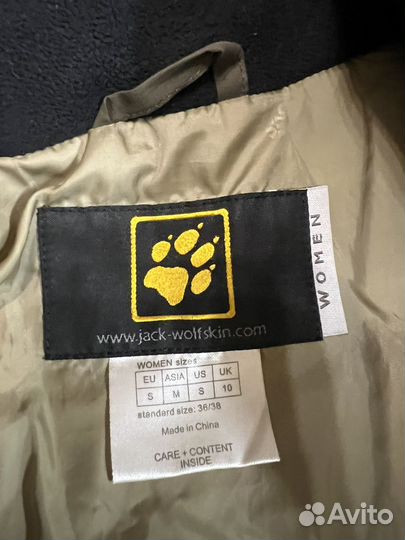 WOMEN
www.jack-wolfskin.com
WOMEN sizes
EU ASIA US UK
S M S 10
standard size: 36/38
Made in China
CARE + CONTENT
INSIDE
Avito